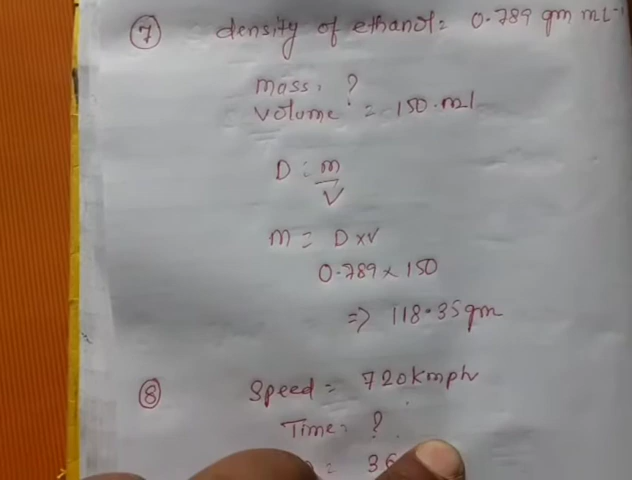 ⑦ density of ethanol = 0.789 gm ml⁻¹
mass = ?
volume = 150 ml
D = m
V
m = D x V
0.789 x 150
=> 118.35 gm
⑧ Speed = 720 kmph
Time = ?
= 36